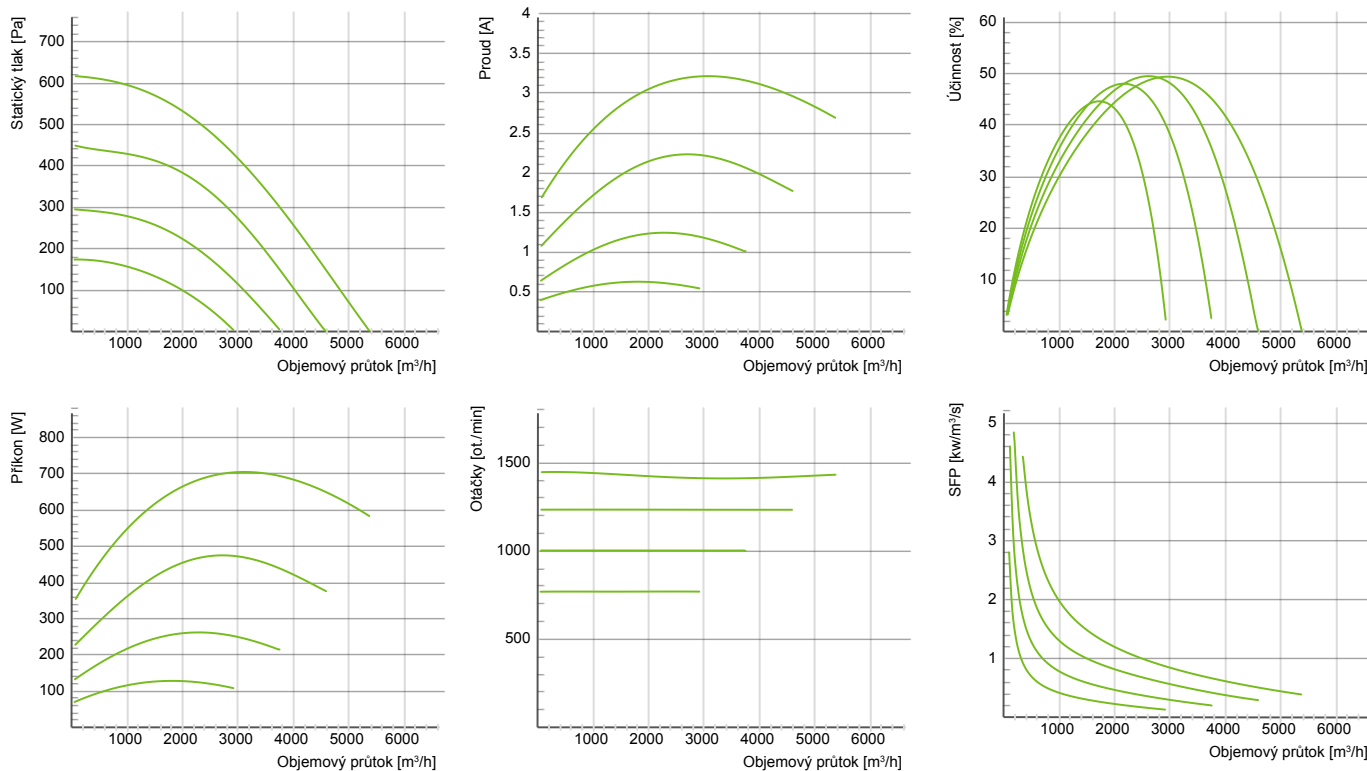 Statický tlak [Pa]
700
600
500
400
300
200
100
1000 2000 3000 4000 5000 6000
Objemový průtok [m³/h]
Proud [A]
4
3.5
3
2.5
2
1.5
1
0.5
1000 2000 3000 4000 5000 6000
Objemový průtok [m³/h]
Účinnost [%]
60
50
40
30
20
10
1000 2000 3000 4000 5000 6000
Objemový průtok [m³/h]
Příkon [W]
800
700
600
500
400
300
200
100
1000 2000 3000 4000 5000 6000
Objemový průtok [m³/h]
Otáčky [ot./min]
1500
1000
500
1000 2000 3000 4000 5000 6000
Objemový průtok [m³/h]
SFP [kw/m³/s]
5
4
3
2
1
1000 2000 3000 4000 5000 6000
Objemový průtok [m³/h]